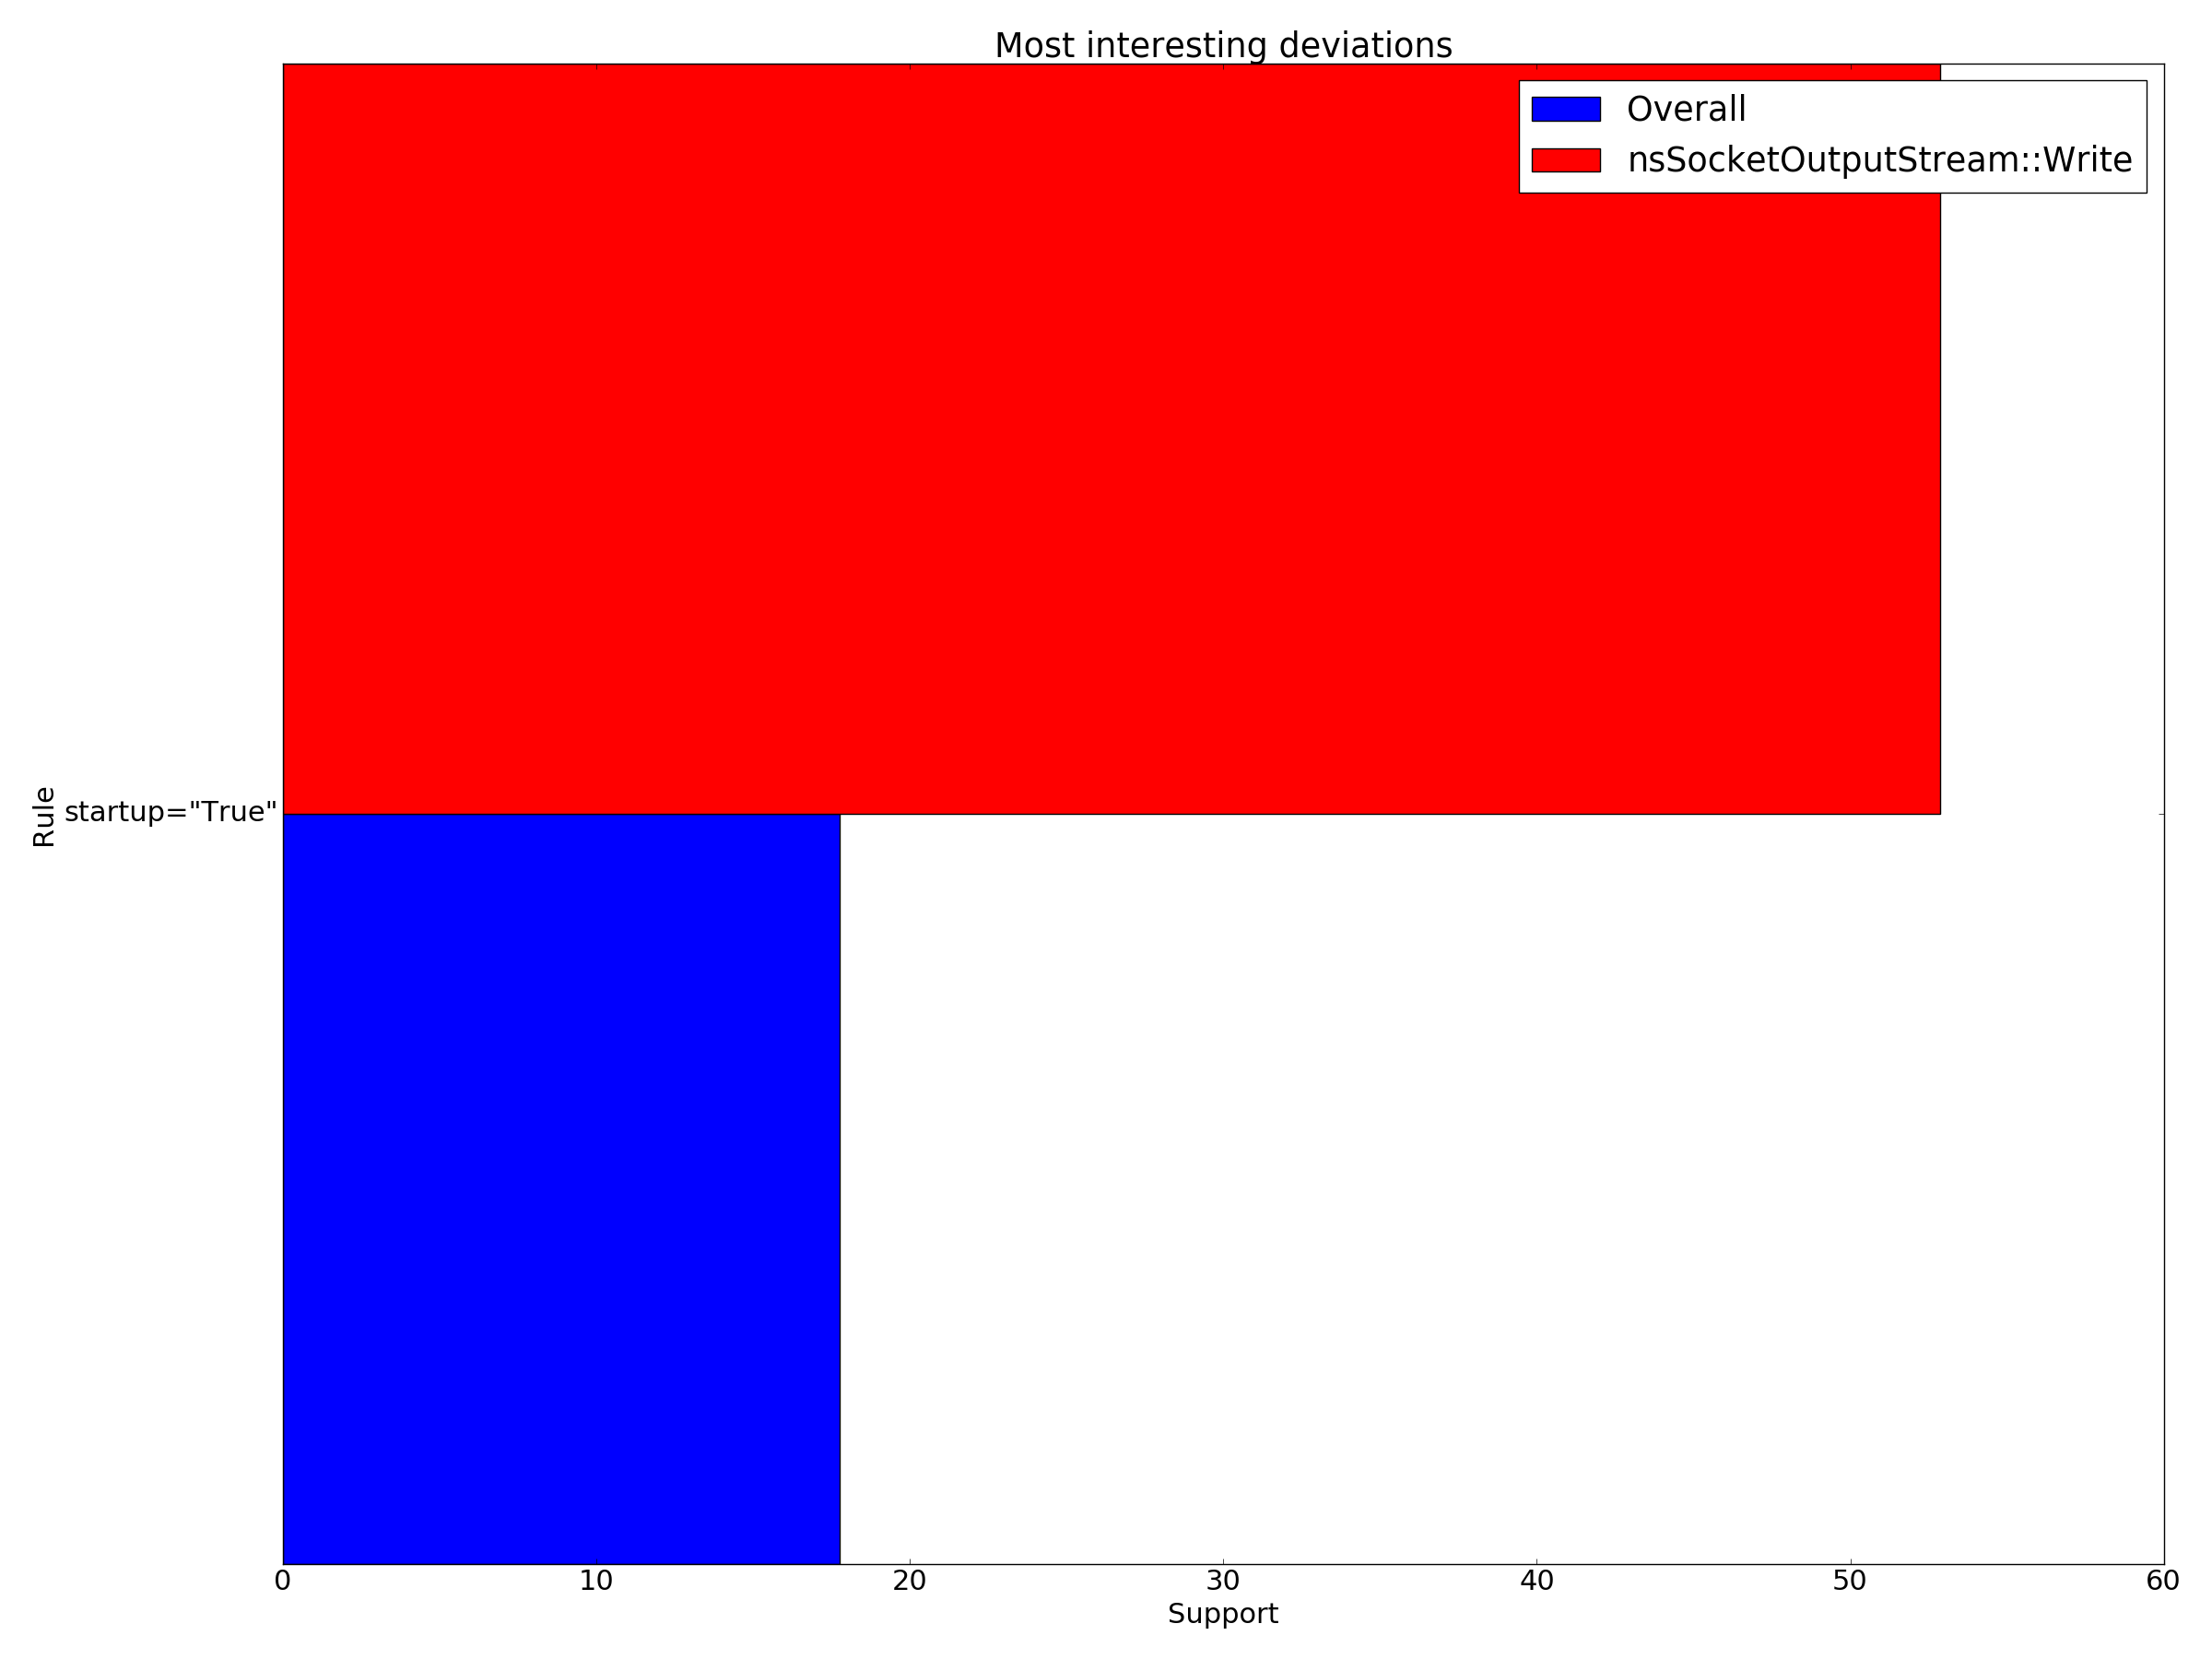 Most interesting deviations
Overall
nsSocketOutputStream::Write
Rule
startup="True"
0 10 20 30 40 50 60
Support